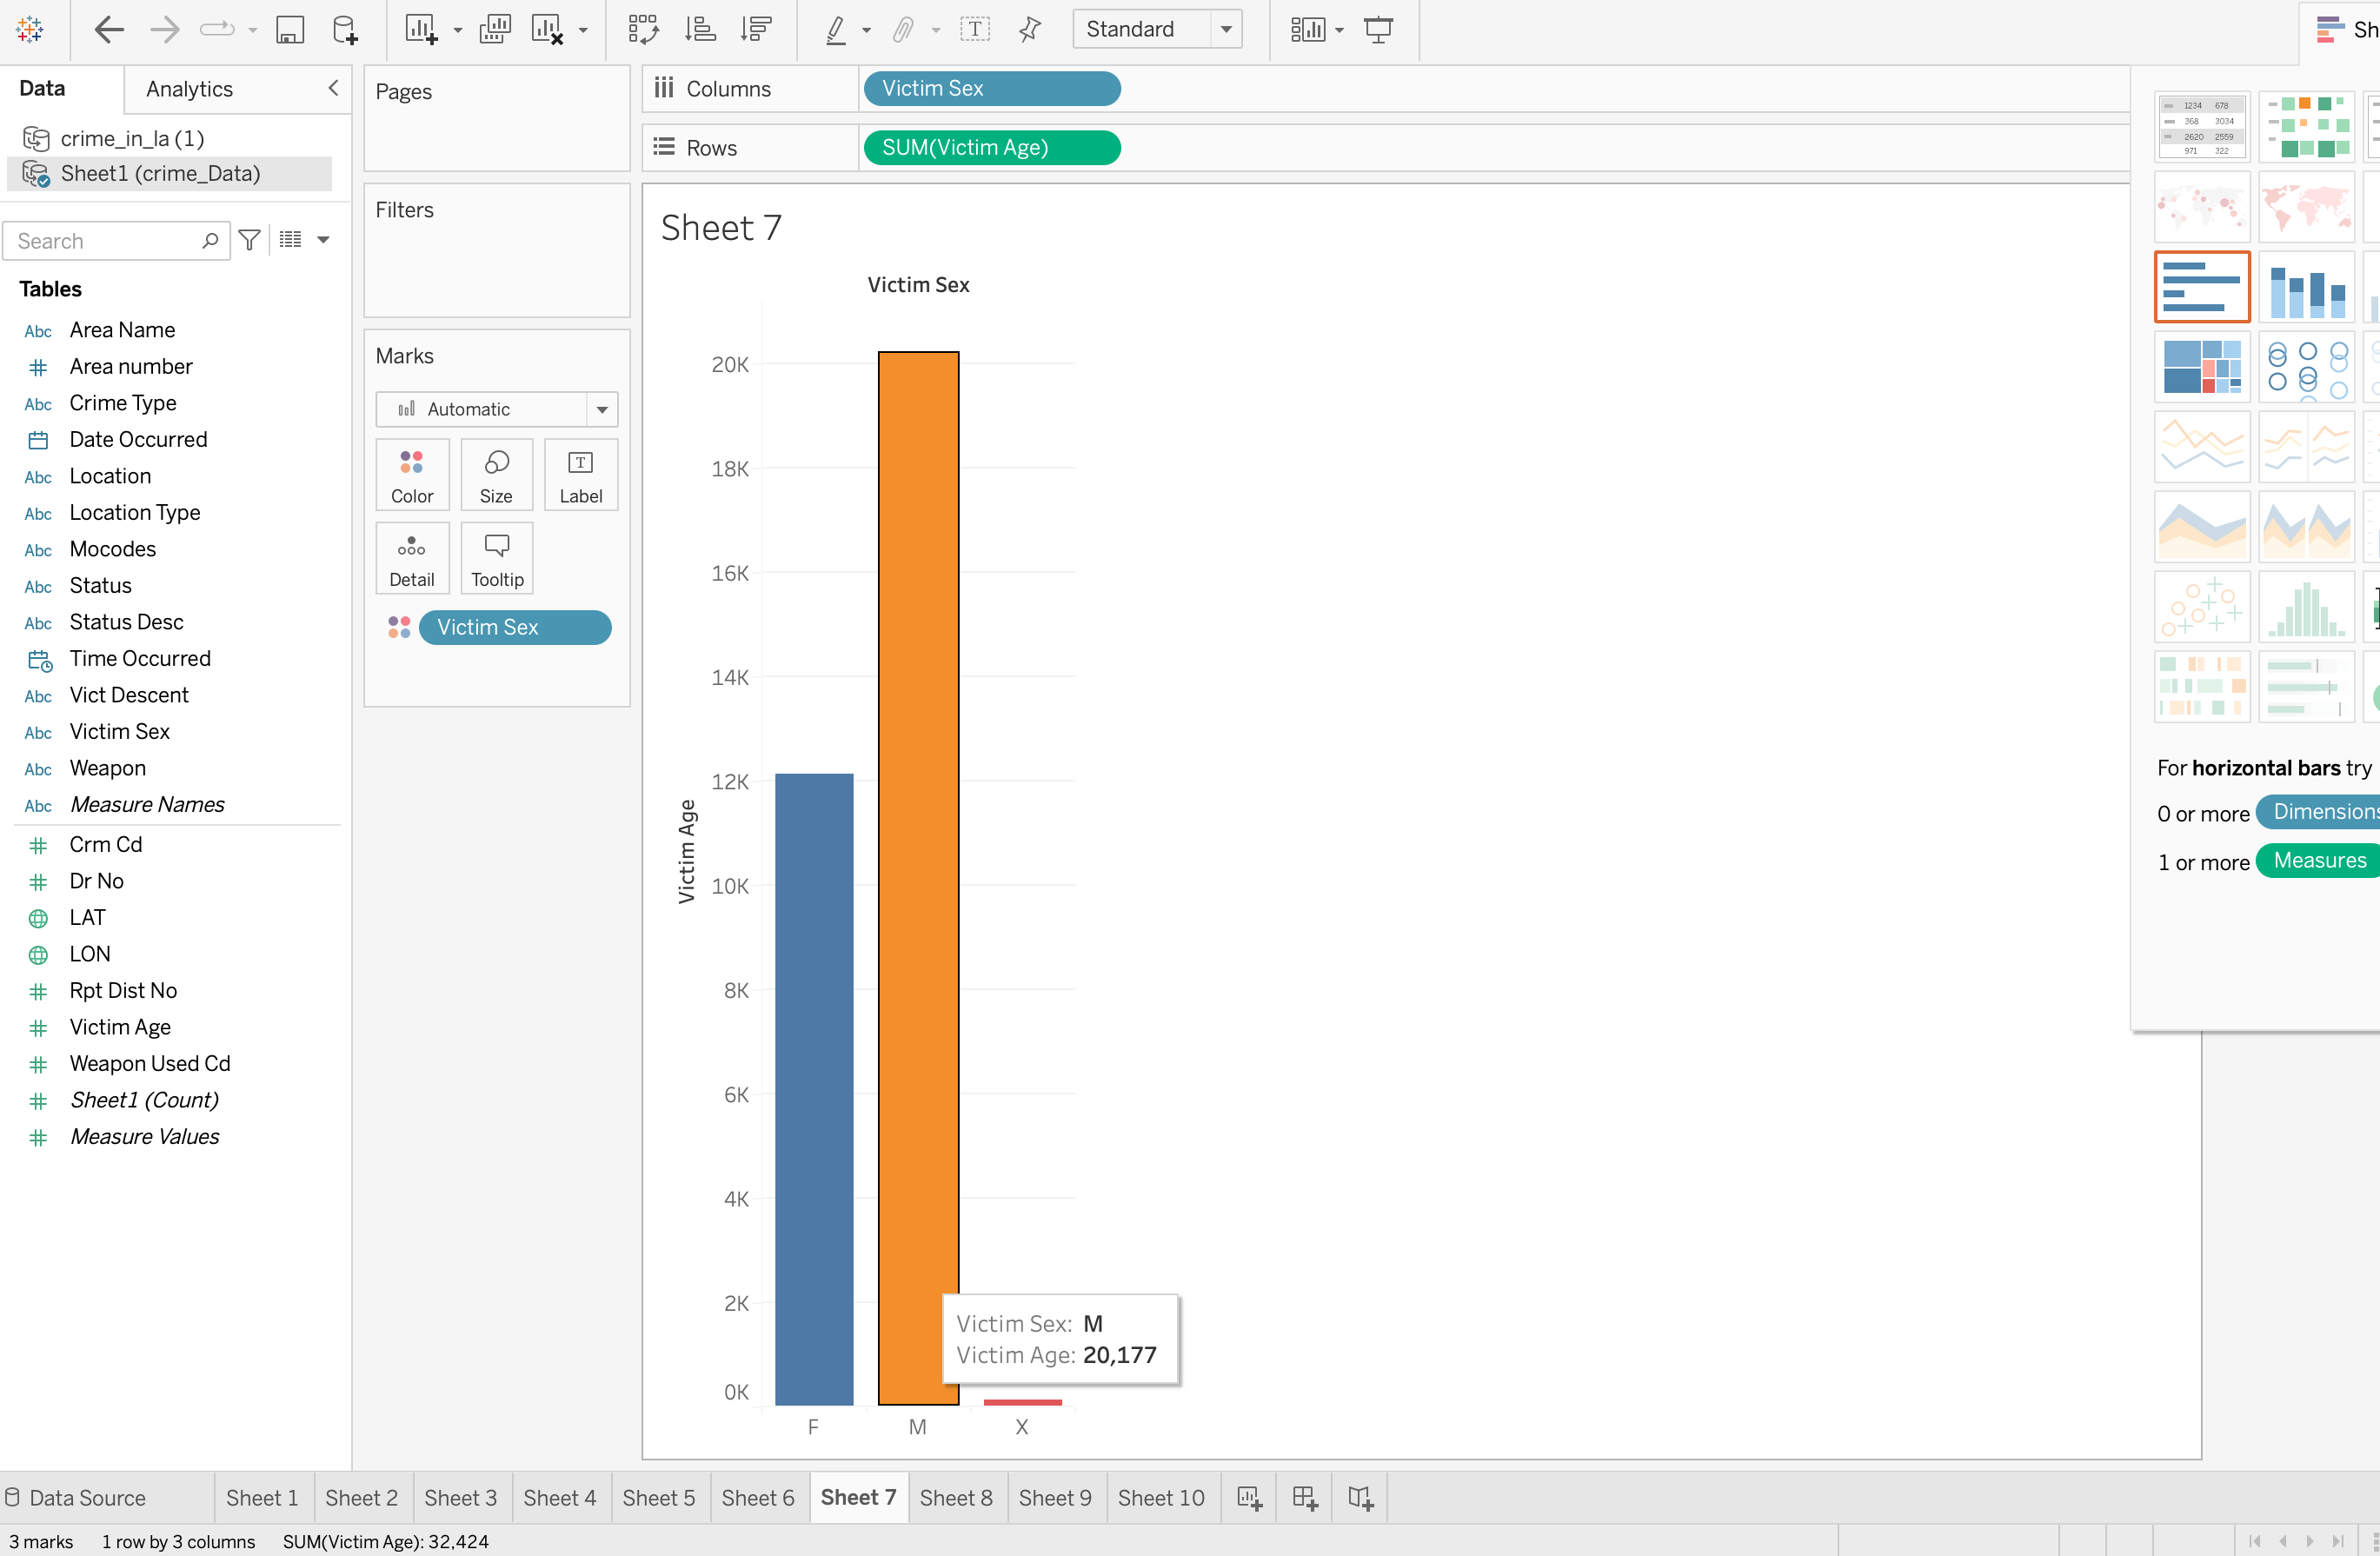 Standard
Sh
Data
Analytics
crime_in_la (1)
Sheet1 (crime_Data)
Search
Tables
Abc Area Name
Area number
Abc Crime Type
Date Occurred
Abc Location
Abc Location Type
Abc Mocodes
Abc Status
Abc Status Desc
Time Occurred
Abc Vict Descent
Abc Victim Sex
Abc Weapon
Abc Measure Names
Crm Cd
Dr No
LAT
LON
Rpt Dist No
Victim Age
Weapon Used Cd
Sheet1 (Count)
Measure Values
Pages
Filters
Marks
Automatic
Color
Size
T
Label
Detail
Tooltip
Victim Sex
Columns
Victim Sex
Rows
SUM(Victim Age)
Sheet 7
Victim Sex
Victim Age
20K
18K
16K
14K
12K
10K
8K
6K
4K
2K
0K
F
M
X
Victim Sex: M
Victim Age: 20,177
1234 678
368 3034
2620 2559
971 322
For horizontal bars try
0 or more Dimensions
1 or more Measures
Data Source
Sheet 1
Sheet 2
Sheet 3
Sheet 4
Sheet 5
Sheet 6
Sheet 7
Sheet 8
Sheet 9
Sheet 10
3 marks
1 row by 3 columns
SUM(Victim Age): 32,424